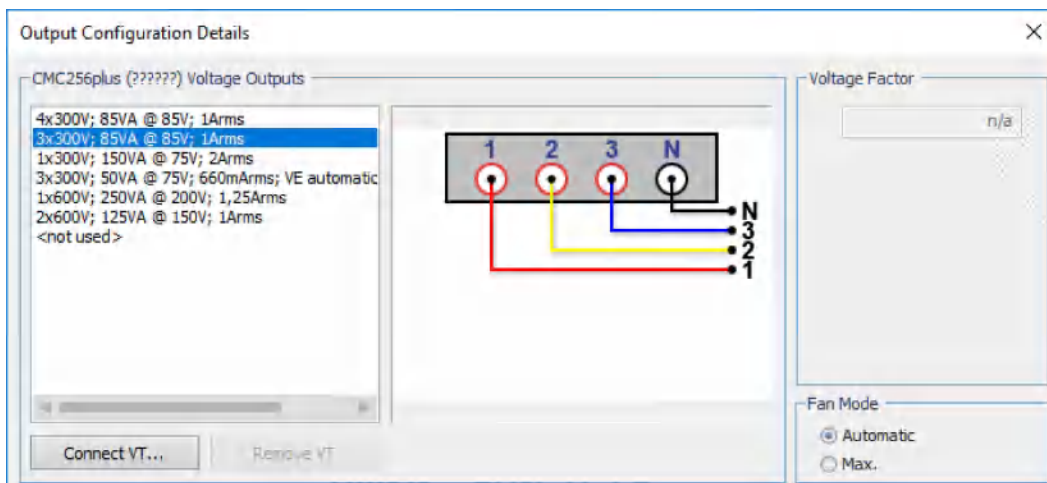 Output Configuration Details
CMC256plus (??????) Voltage Outputs
4x300V; 85VA @ 85V; 1Arms
3x300V; 85VA @ 85V; 1Arms
1x300V; 150VA @ 75V; 2Arms
3x300V; 50VA @ 75V; 660mArms; VE automatic
1x600V; 250VA @ 200V; 1,25Arms
2x600V; 125VA @ 150V; 1Arms
<not used>
1 2 3 N
N
3
2
1
Connect VT...
Remove VT
Voltage Factor
n/a
Fan Mode
Automatic
Max.